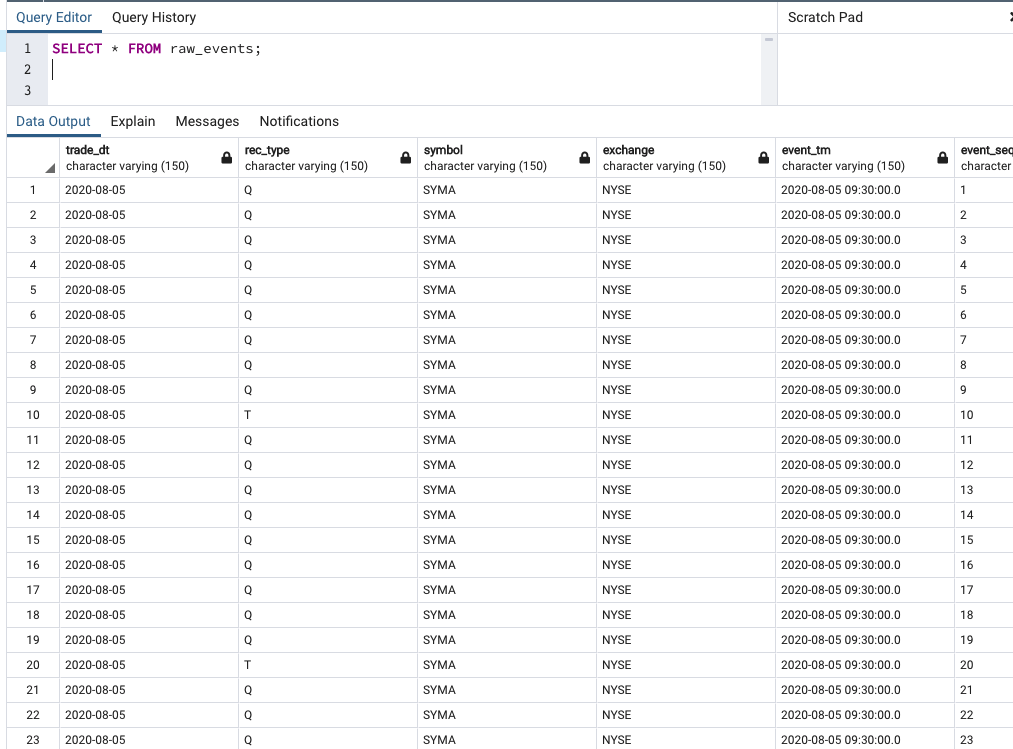 Query Editor Query History Scratch Pad
1 SELECT * FROM raw_events;
2
3
Data Output Explain Messages Notifications
trade_dt rec_type symbol exchange event_tm event_seq
character varying (150) character varying (150) character varying (150) character varying (150) character varying (150) character
1 2020-08-05 Q SYMA NYSE 2020-08-05 09:30:00.0 1
2 2020-08-05 Q SYMA NYSE 2020-08-05 09:30:00.0 2
3 2020-08-05 Q SYMA NYSE 2020-08-05 09:30:00.0 3
4 2020-08-05 Q SYMA NYSE 2020-08-05 09:30:00.0 4
5 2020-08-05 Q SYMA NYSE 2020-08-05 09:30:00.0 5
6 2020-08-05 Q SYMA NYSE 2020-08-05 09:30:00.0 6
7 2020-08-05 Q SYMA NYSE 2020-08-05 09:30:00.0 7
8 2020-08-05 Q SYMA NYSE 2020-08-05 09:30:00.0 8
9 2020-08-05 Q SYMA NYSE 2020-08-05 09:30:00.0 9
10 2020-08-05 T SYMA NYSE 2020-08-05 09:30:00.0 10
11 2020-08-05 Q SYMA NYSE 2020-08-05 09:30:00.0 11
12 2020-08-05 Q SYMA NYSE 2020-08-05 09:30:00.0 12
13 2020-08-05 Q SYMA NYSE 2020-08-05 09:30:00.0 13
14 2020-08-05 Q SYMA NYSE 2020-08-05 09:30:00.0 14
15 2020-08-05 Q SYMA NYSE 2020-08-05 09:30:00.0 15
16 2020-08-05 Q SYMA NYSE 2020-08-05 09:30:00.0 16
17 2020-08-05 Q SYMA NYSE 2020-08-05 09:30:00.0 17
18 2020-08-05 Q SYMA NYSE 2020-08-05 09:30:00.0 18
19 2020-08-05 Q SYMA NYSE 2020-08-05 09:30:00.0 19
20 2020-08-05 T SYMA NYSE 2020-08-05 09:30:00.0 20
21 2020-08-05 Q SYMA NYSE 2020-08-05 09:30:00.0 21
22 2020-08-05 Q SYMA NYSE 2020-08-05 09:30:00.0 22
23 2020-08-05 Q SYMA NYSE 2020-08-05 09:30:00.0 23